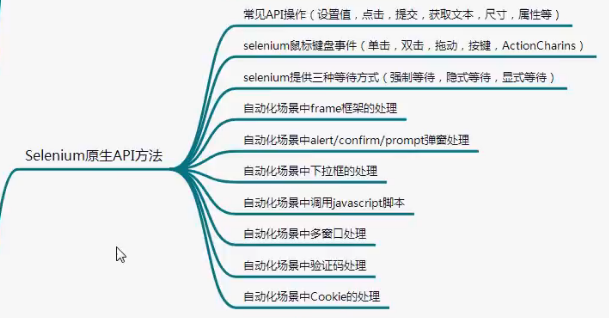 常见API操作（设置值，点击，提交，获取文本，尺寸，属性等）
selenium鼠标键盘事件（单击，双击，拖动，按键，ActionCharins）
selenium提供三种等待方式（强制等待，隐式等待，显式等待）
自动化场景中frame框架的处理
自动化场景中alert/confirm/prompt弹窗处理
Selenium原生API方法
自动化场景中下拉框的处理
自动化场景中调用javascript脚本
自动化场景中多窗口处理
自动化场景中验证码处理
自动化场景中Cookie的处理